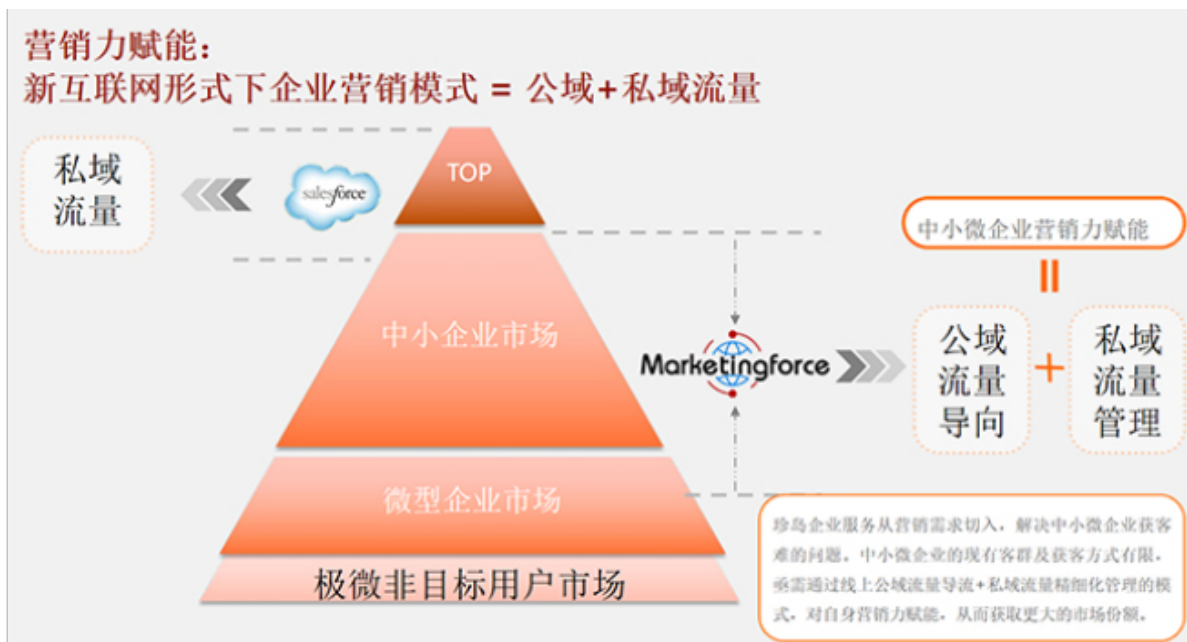 营销力赋能：
新互联网形式下企业营销模式 = 公域+私域流量
私域
流量
salesforce
TOP
中小企业市场
微型企业市场
极微非目标用户市场
Marketingforce
中小微企业营销力赋能
=
公域
流量
导向
+
私域
流量
管理
珍岛企业服务从营销需求切入，解决中小微企业获客
难的问题。中小微企业的现有客群及获客方式有限，
亟需通过线上公域流量导流+私域流量精细化管理的模
式，对自身营销力赋能，从而获取更大的市场份额。